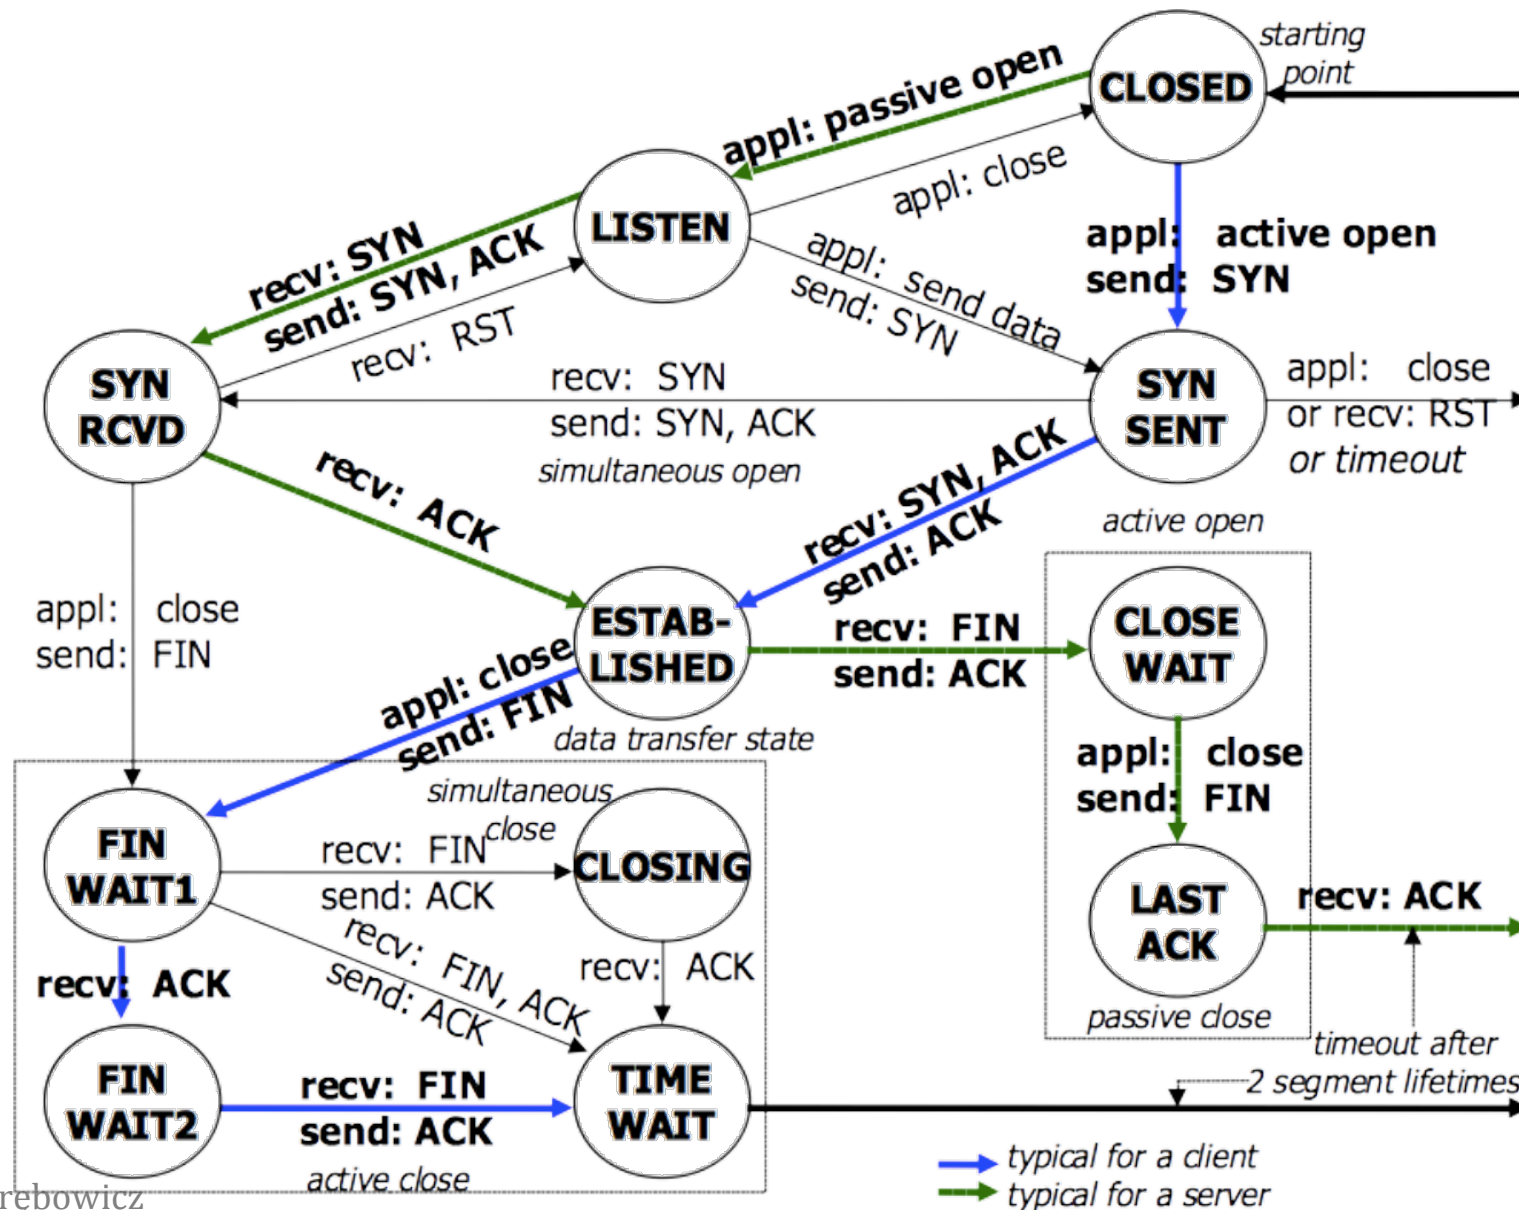 starting
point
CLOSED
appl: passive open
appl: close
LISTEN
appl: active open
send: SYN
recv: SYN
send: SYN, ACK
recv: RST
appl: send data
send: SYN
SYN
RCVD
recv: SYN
send: SYN, ACK
simultaneous open
SYN
SENT
appl: close
or recv: RST
or timeout
active open
recv: ACK
recv: SYN, ACK
send: ACK
appl: close
send: FIN
ESTAB-
LISHED
data transfer state
recv: FIN
send: ACK
CLOSE
WAIT
appl: close
send: FIN
appl: close
send: FIN
LAST
ACK
recv: ACK
passive close
simultaneous
close
FIN
WAIT1
recv: FIN
send: ACK
CLOSING
recv: FIN, ACK
send: ACK
recv: ACK
recv: ACK
FIN
WAIT2
recv: FIN
send: ACK
TIME
WAIT
active close
timeout after
2 segment lifetimes
typical for a client
typical for a server
rebowicz